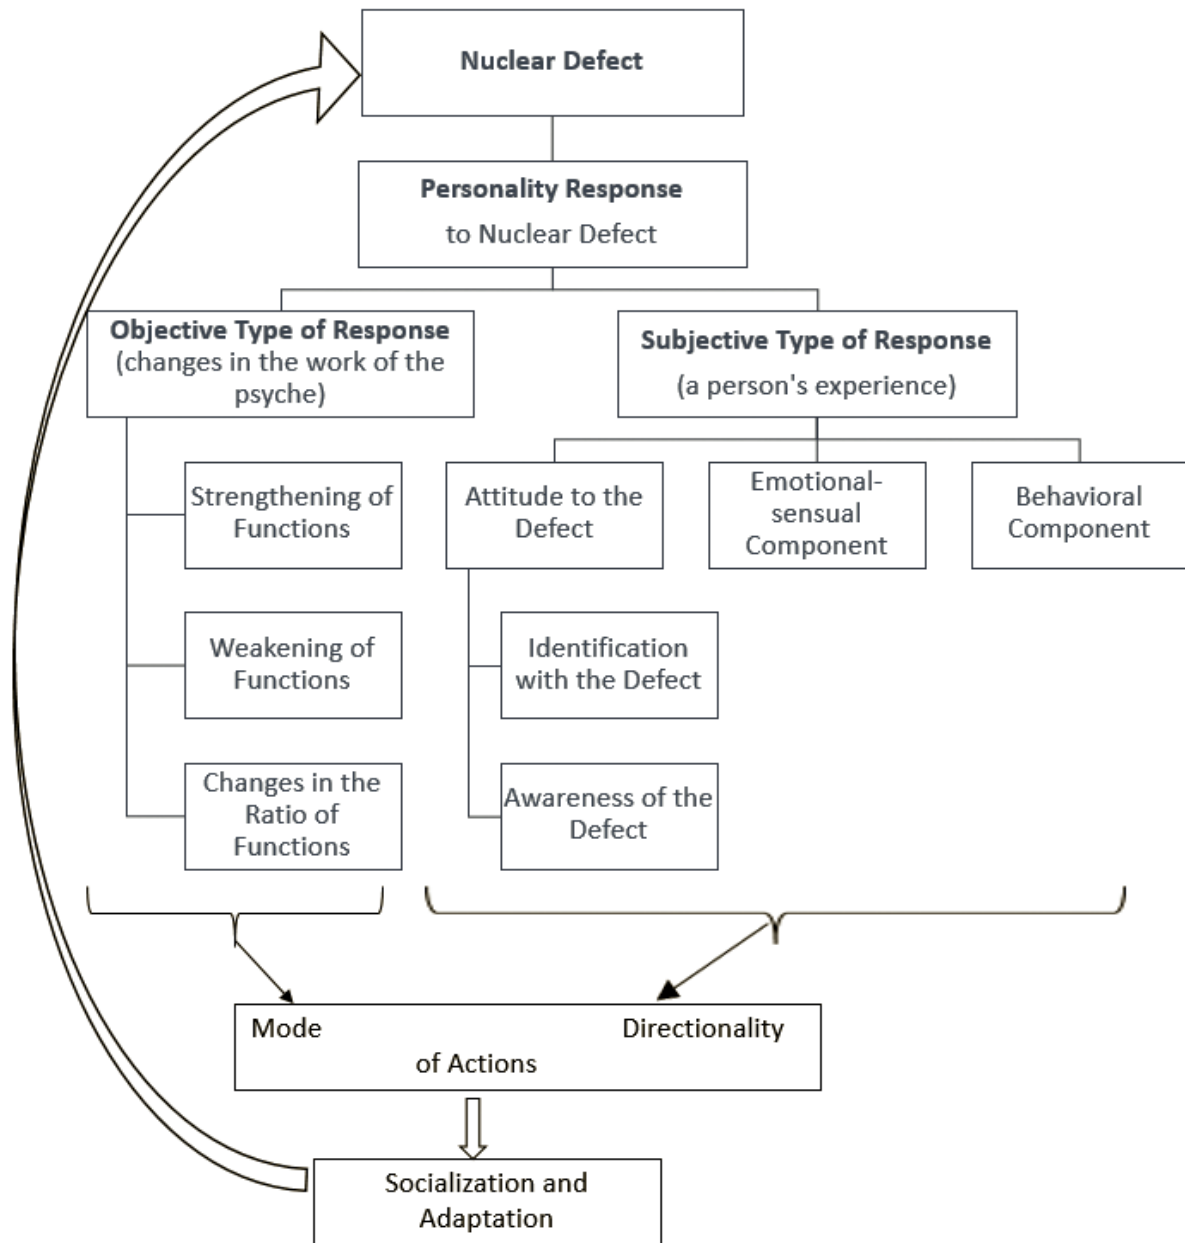 Nuclear Defect
Personality Response
to Nuclear Defect
Objective Type of Response
(changes in the work of the
psyche)
Subjective Type of Response
(a person's experience)
Strengthening of
Functions
Attitude to the
Defect
Emotional-
sensual
Component
Behavioral
Component
Weakening of
Functions
Identification
with the Defect
Changes in the
Ratio of
Functions
Awareness of the
Defect
Mode Directionality
of Actions
Socialization and
Adaptation